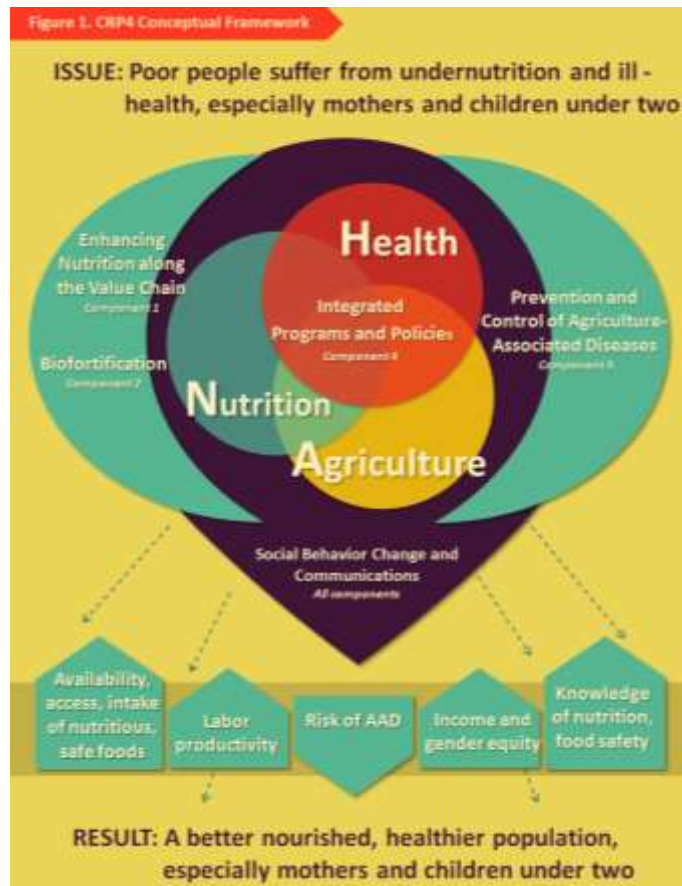 Figure 1. CRP4 Conceptual Framework
ISSUE: Poor people suffer from undernutrition and ill -
health, especially mothers and children under two
Enhancing
Nutrition along
the Value Chain
Component 1
Biofortification
Component 2
Health
Integrated
Programs and Policies
Component 4
Nutrition
Agriculture
Prevention and
Control of Agriculture-
Associated Diseases
Component 3
Social Behavior Change and
Communications
All components
Availability,
access, intake
of nutritious,
safe foods
Labor
productivity
Risk of AAD
Income and
gender equity
Knowledge
of nutrition,
food safety
RESULT: A better nourished, healthier population,
especially mothers and children under two